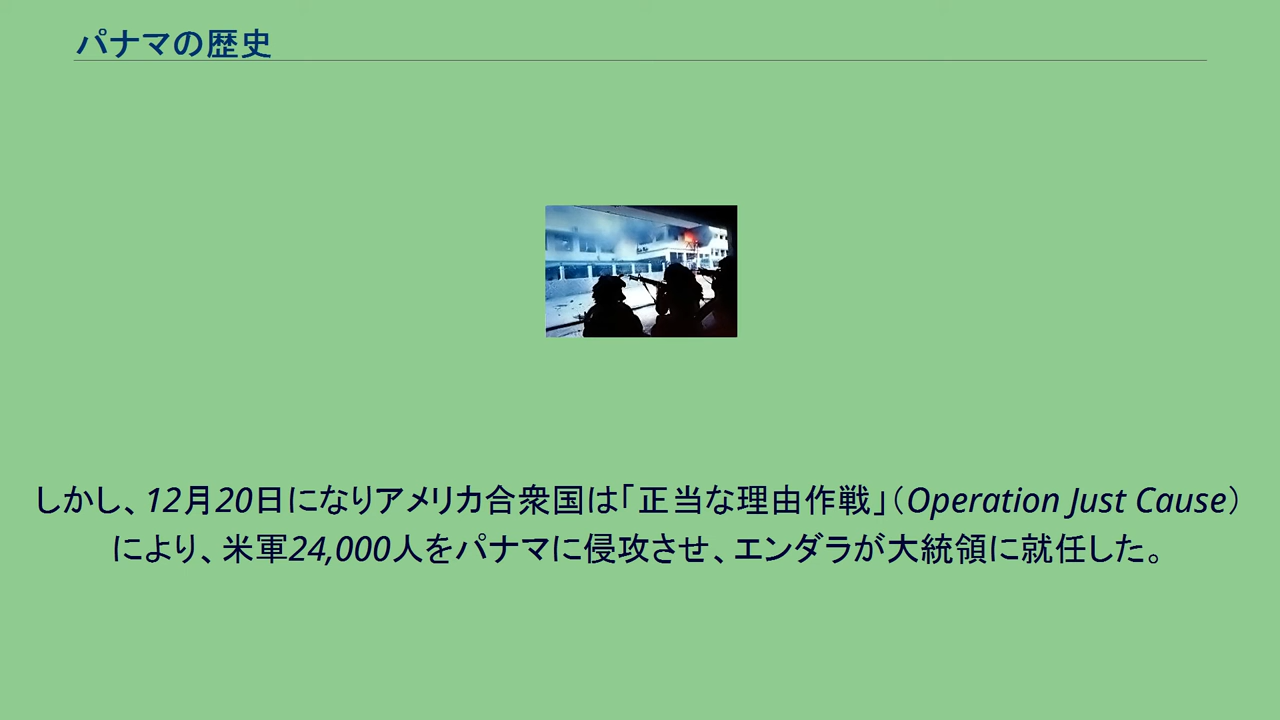 パナマの歴史
しかし、12月20日になりアメリカ合衆国は「正当な理由作戦」（Operation Just Cause）
により、米軍24,000人をパナマに侵攻させ、エンダラが大統領に就任した。